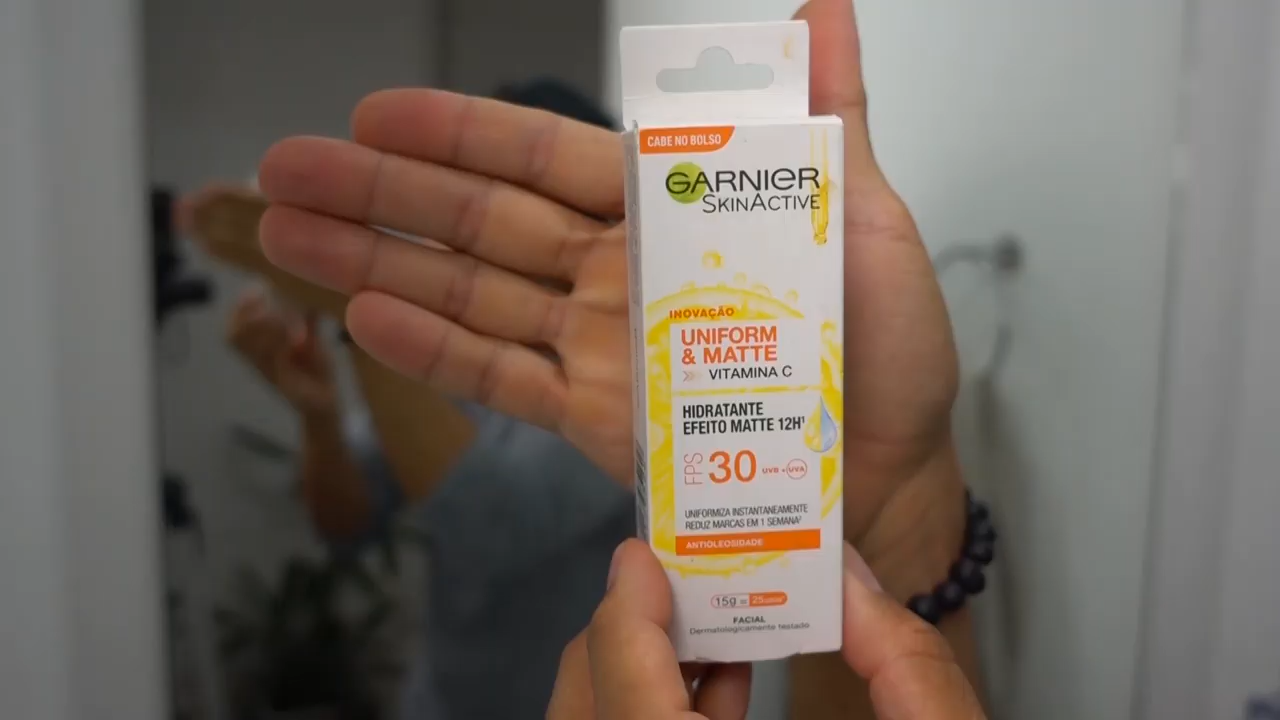 CABE NO BOLSO
GARNIER
SKINACTIVE
INOVAÇÃO
UNIFORM
& MATTE
VITAMINA C
HIDRATANTE
EFEITO MATTE 12H¹
FPS 30 UVB + UVA
UNIFORMIZA INSTANTANEAMENTE
REDUZ MARCAS EM 1 SEMANA²
ANTIOLEOSIDADE
15g = 25
FACIAL
Dermatologicamente testado